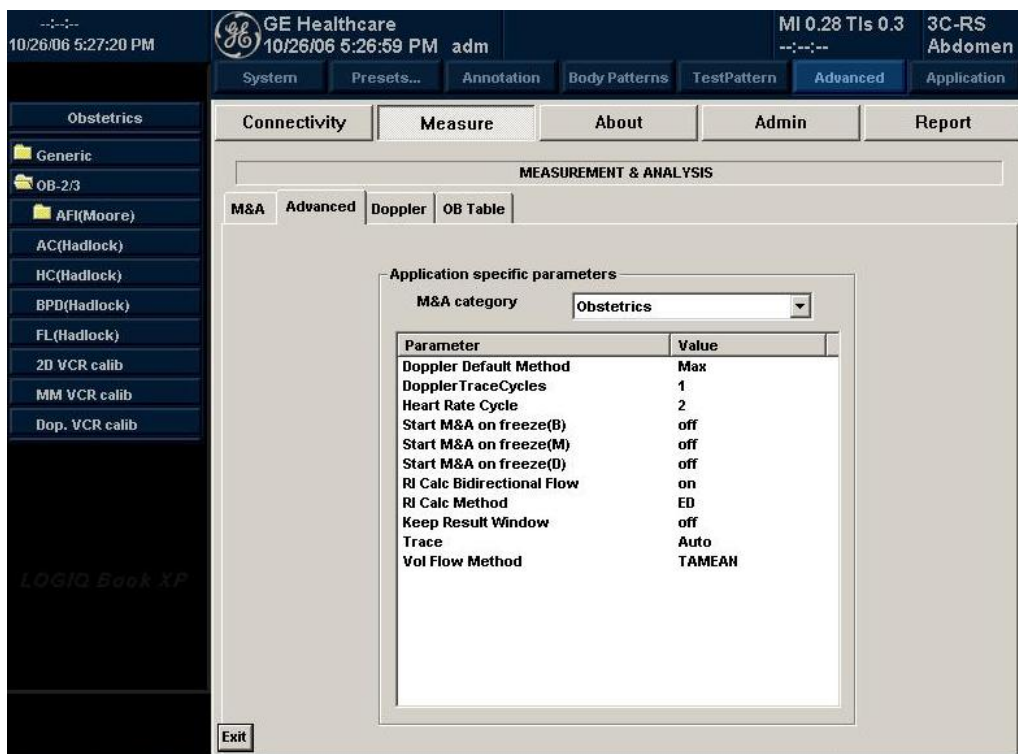 --:--:--
10/26/06 5:27:20 PM
GE Healthcare
10/26/06 5:26:59 PM adm
MI 0.28 TIs 0.3
--:--:--
3C-RS
Abdomen
System Presets... Annotation Body Patterns TestPattern Advanced Application
Connectivity Measure About Admin Report
Obstetrics
Generic
OB-2/3
AFI(Moore)
AC(Hadlock)
HC(Hadlock)
BPD(Hadlock)
FL(Hadlock)
2D VCR calib
MM VCR calib
Dop. VCR calib
LOGIQ Book XP
MEASUREMENT & ANALYSIS
M&A Advanced Doppler OB Table
Application specific parameters
M&A category Obstetrics
Parameter Value
Doppler Default Method Max
DopplerTraceCycles 1
Heart Rate Cycle 2
Start M&A on freeze(B) off
Start M&A on freeze(M) off
Start M&A on freeze(D) off
RI Calc Bidirectional Flow on
RI Calc Method ED
Keep Result Window off
Trace Auto
Vol Flow Method TAMEAN
Exit